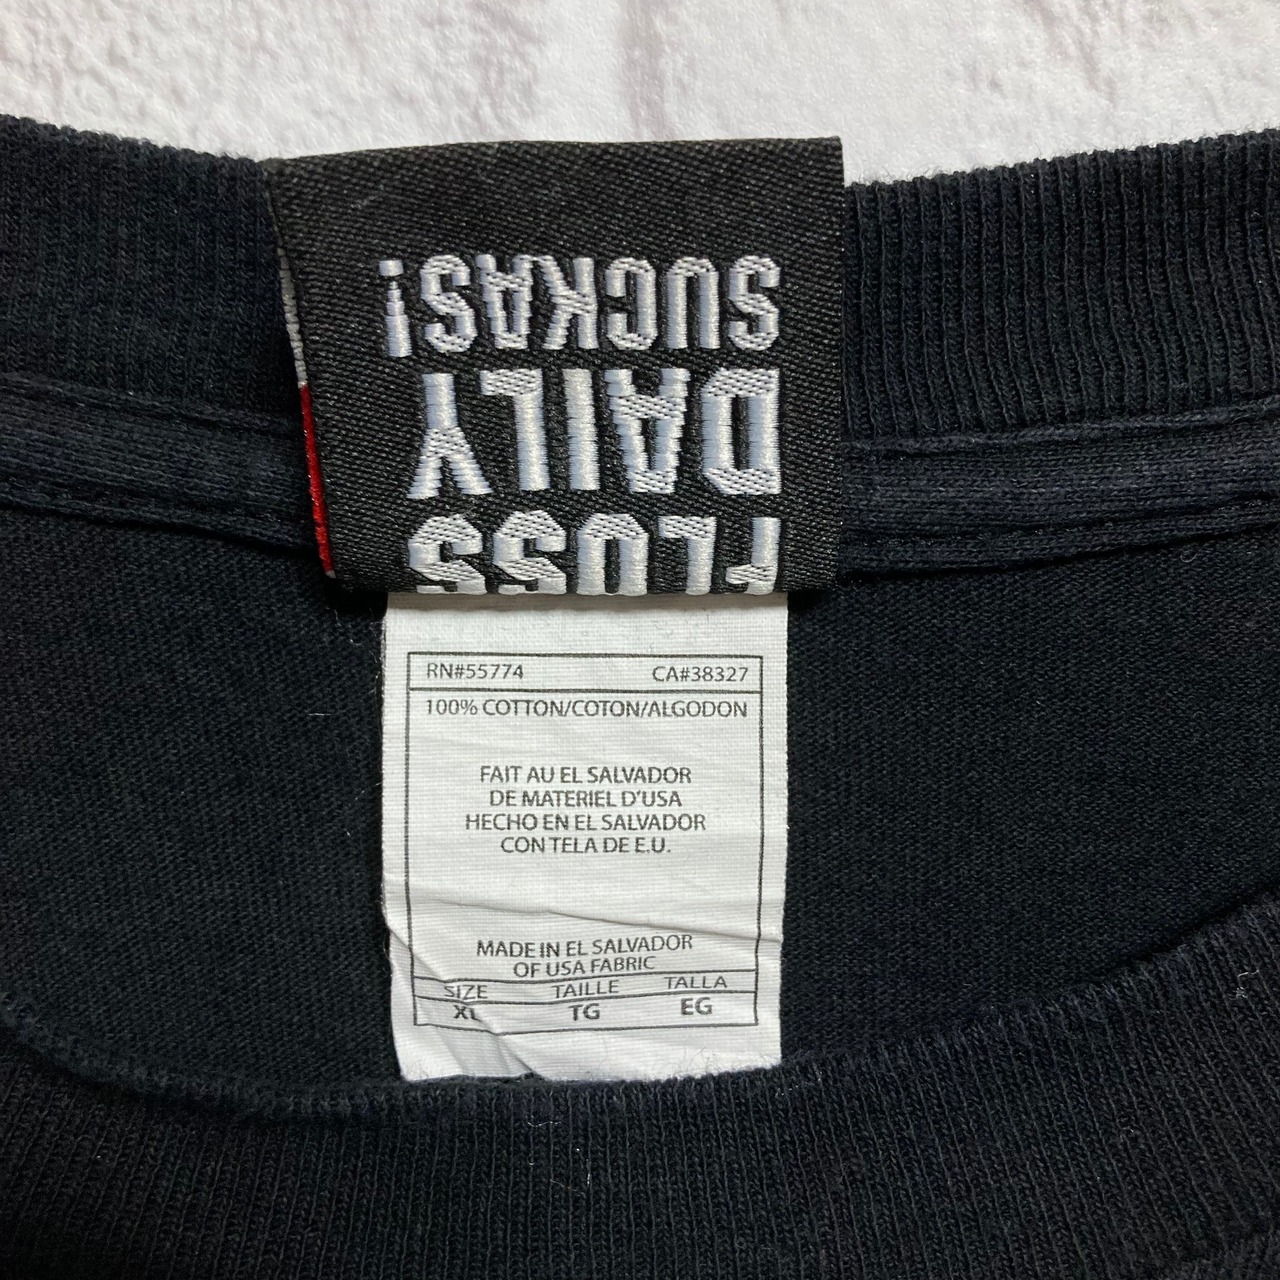 FLOSS
DAILY
SUCKAS!
RN#55774 CA#38327
100% COTTON/COTON/ALGODON
FAIT AU EL SALVADOR
DE MATERIEL D'USA
HECHO EN EL SALVADOR
CON TELA DE E.U.
MADE IN EL SALVADOR
OF USA FABRIC
SIZE TAILLE TALLA
XL TG EG